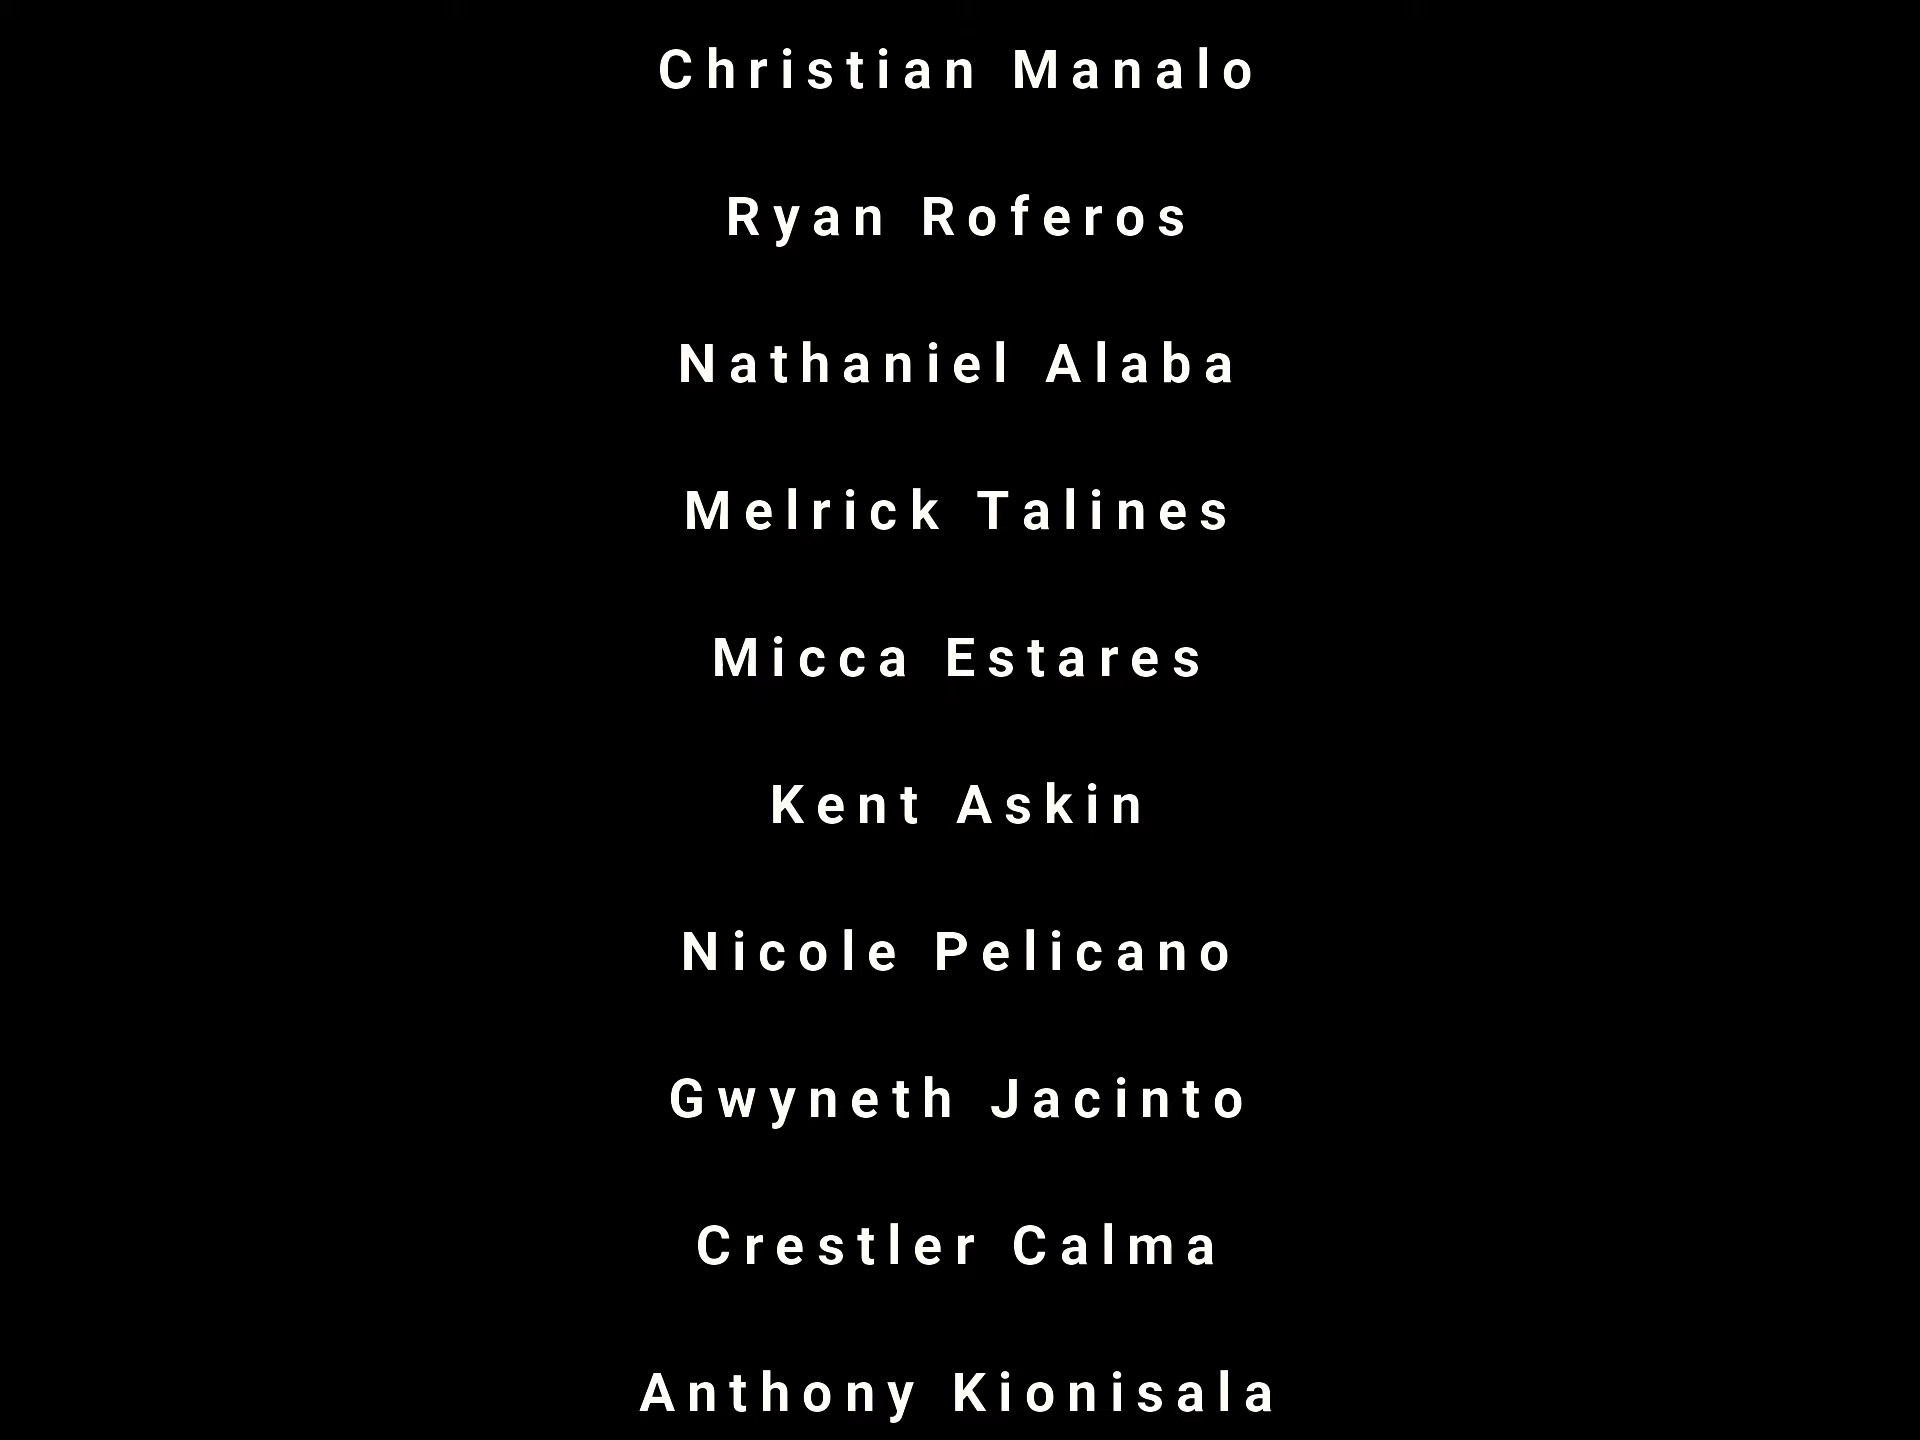 Christian Manalo
Ryan Roferos
Nathaniel Alaba
Melrick Talines
Micca Estares
Kent Askin
Nicole Pelicano
Gwyneth Jacinto
Crestler Calma
Anthony Kionisala